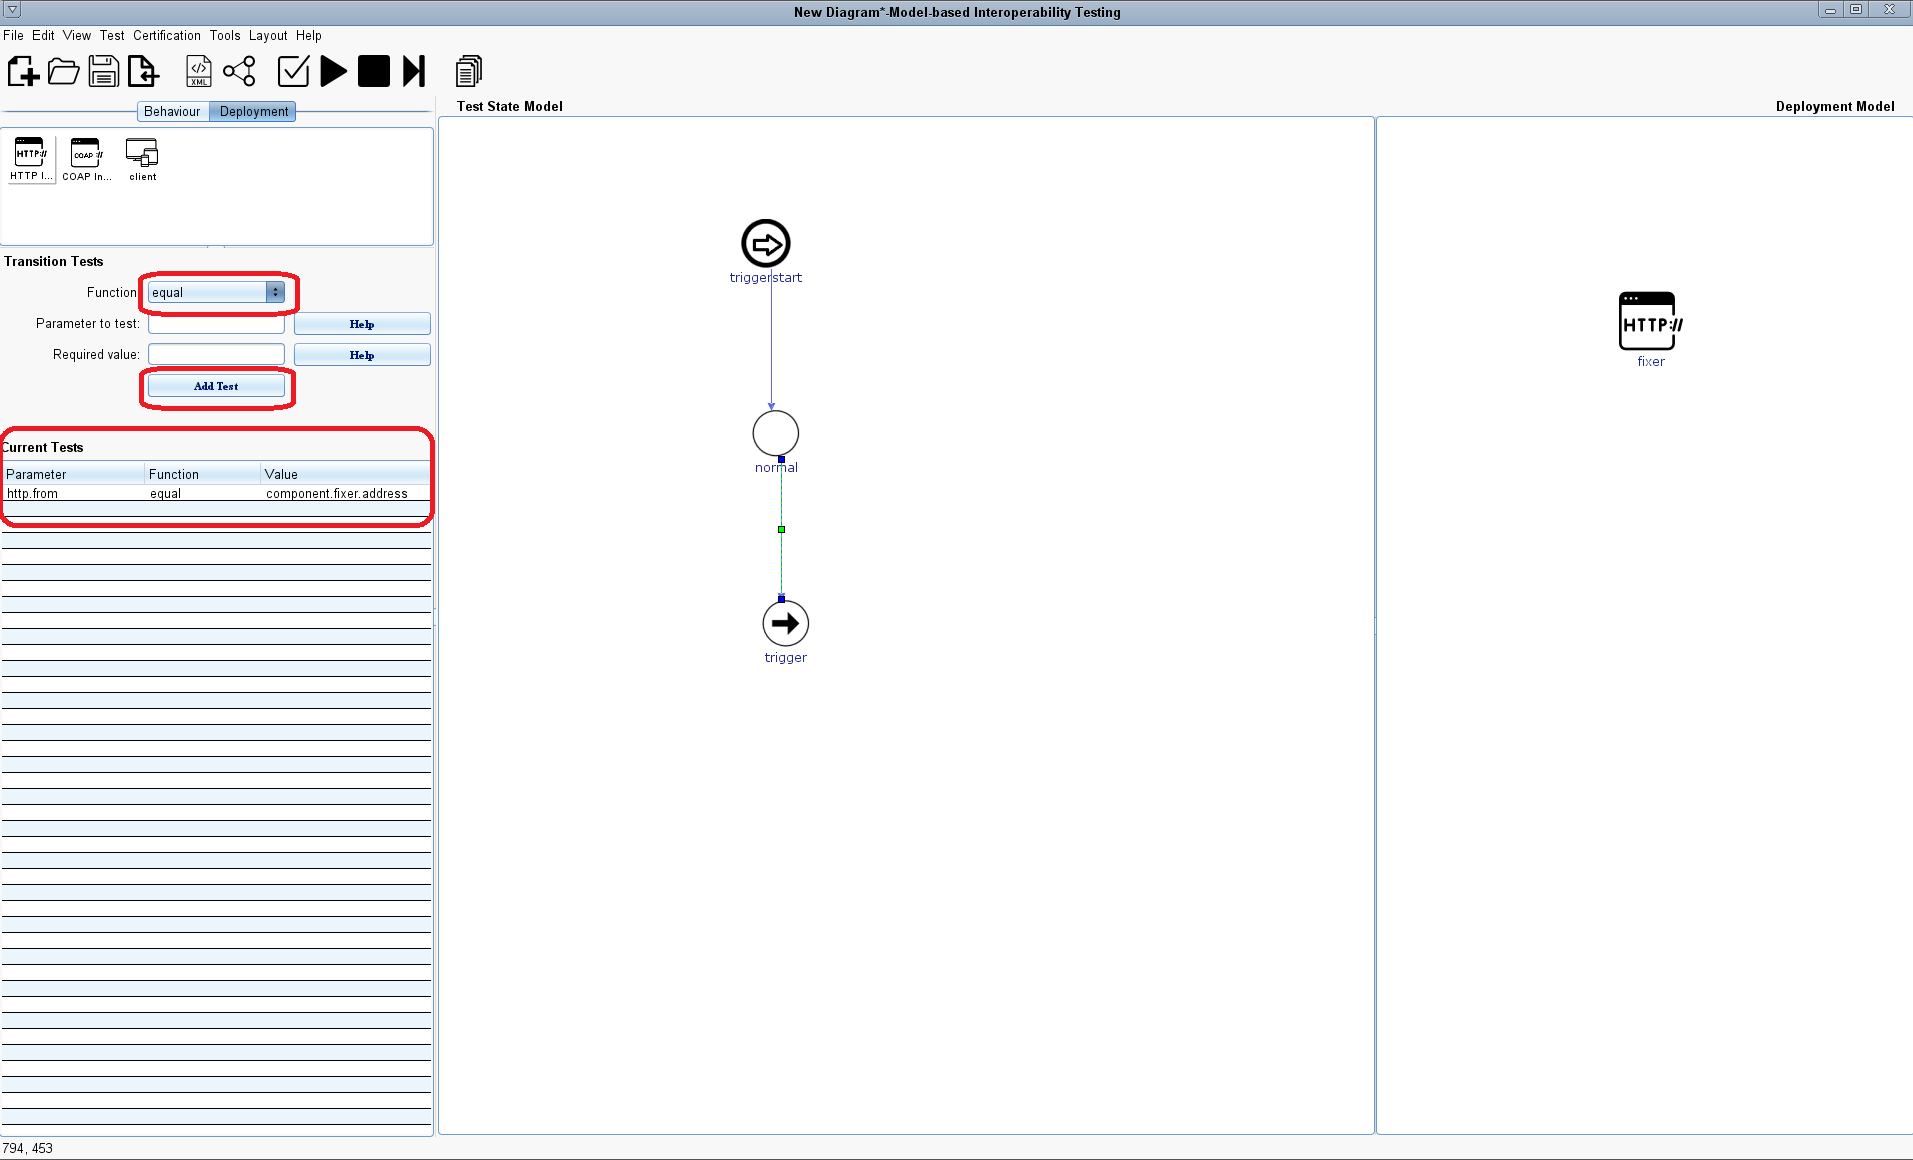 New Diagram*-Model-based Interoperability Testing
File Edit View Test Certification Tools Layout Help
</> XML
Behaviour Deployment
HTTP:// COAP ://
HTTP I... COAP In... client
Transition Tests
Function equal
Parameter to test: Help
Required value: Help
Add Test
Current Tests
Parameter Function Value
http.from equal component.fixer.address
Test State Model
triggerstart
normal
trigger
Deployment Model
HTTP://
fixer
794, 453